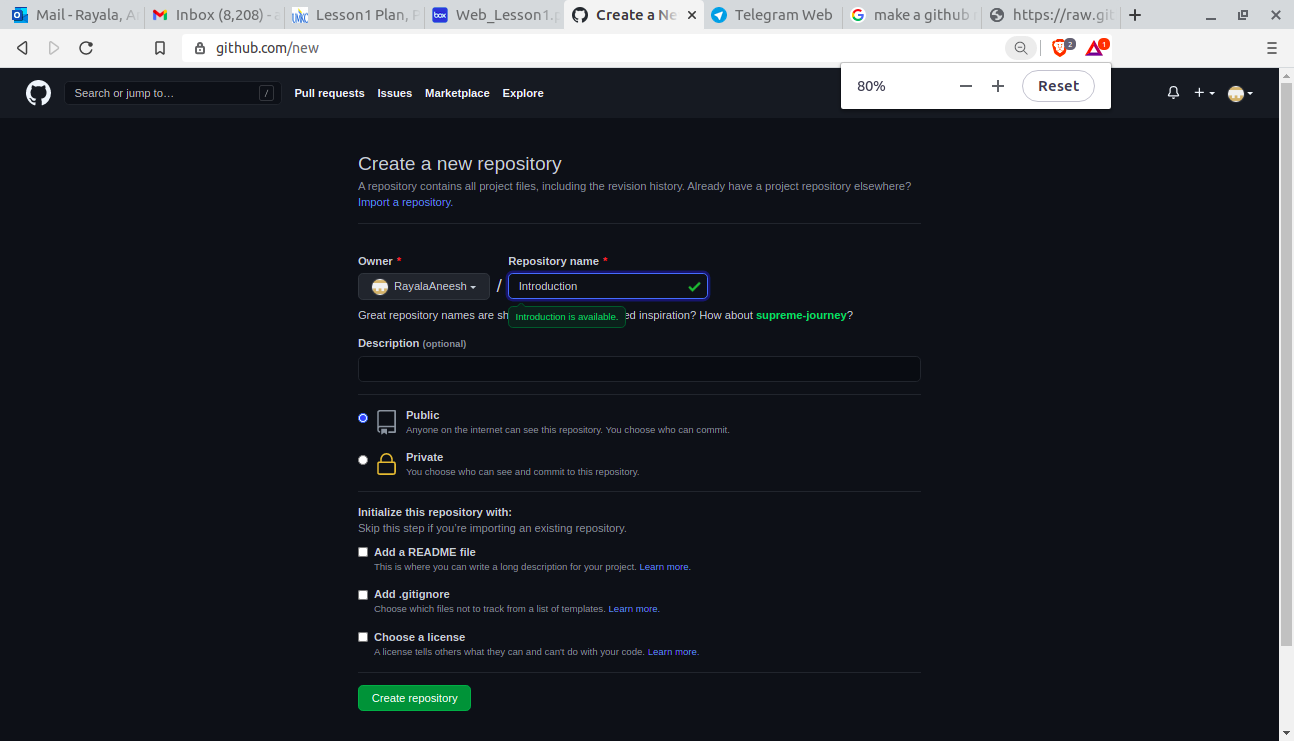 Mail - Rayala, A
Inbox (8,208) -
Lesson1 Plan, F
Web_Lesson1.p
Create a Ne
Telegram Web
make a github
https://raw.git
github.com/new
2
1
80%
Reset
Search or jump to…
/
Pull requests
Issues
Marketplace
Explore
Create a new repository
A repository contains all project files, including the revision history. Already have a project repository elsewhere?
Import a repository.
Owner *
Repository name *
RayalaAneesh
/
Introduction
Great repository names are sh
Introduction is available.
ed inspiration? How about supreme-journey?
Description (optional)
Public
Anyone on the internet can see this repository. You choose who can commit.
Private
You choose who can see and commit to this repository.
Initialize this repository with:
Skip this step if you're importing an existing repository.
Add a README file
This is where you can write a long description for your project. Learn more.
Add .gitignore
Choose which files not to track from a list of templates. Learn more.
Choose a license
A license tells others what they can and can't do with your code. Learn more.
Create repository